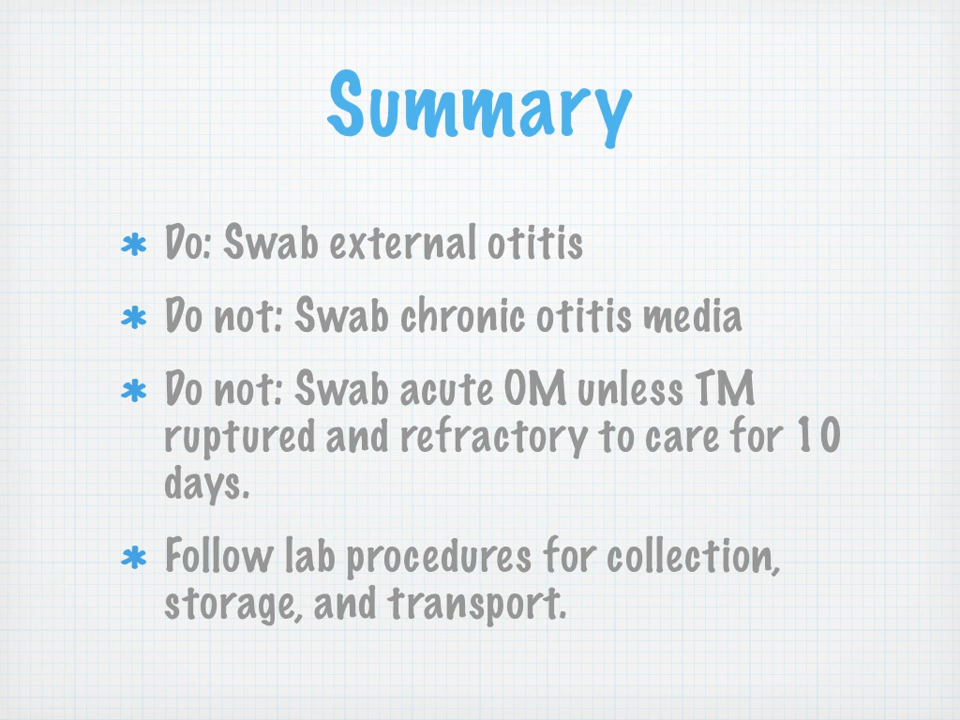 Summary
* Do: Swab external otitis
* Do not: Swab chronic otitis media
* Do not: Swab acute OM unless TM
ruptured and refractory to care for 10
days.
* Follow lab procedures for collection,
storage, and transport.